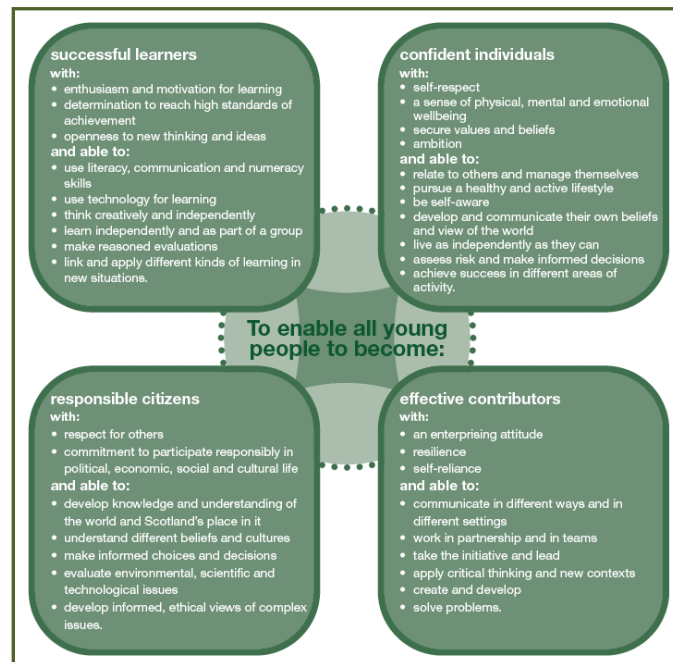 successful learners
with:
• enthusiasm and motivation for learning
• determination to reach high standards of
achievement
• openness to new thinking and ideas
and able to:
• use literacy, communication and numeracy
skills
• use technology for learning
• think creatively and independently
• learn independently and as part of a group
• make reasoned evaluations
• link and apply different kinds of learning in
new situations.
confident individuals
with:
• self-respect
• a sense of physical, mental and emotional
wellbeing
• secure values and beliefs
• ambition
and able to:
• relate to others and manage themselves
• pursue a healthy and active lifestyle
• be self-aware
• develop and communicate their own beliefs
and view of the world
• live as independently as they can
• assess risk and make informed decisions
• achieve success in different areas of
activity.
To enable all young
people to become:
responsible citizens
with:
• respect for others
• commitment to participate responsibly in
political, economic, social and cultural life
and able to:
• develop knowledge and understanding of
the world and Scotland's place in it
• understand different beliefs and cultures
• make informed choices and decisions
• evaluate environmental, scientific and
technological issues
• develop informed, ethical views of complex
issues.
effective contributors
with:
• an enterprising attitude
• resilience
• self-reliance
and able to:
• communicate in different ways and in
different settings
• work in partnership and in teams
• take the initiative and lead
• apply critical thinking and new contexts
• create and develop
• solve problems.